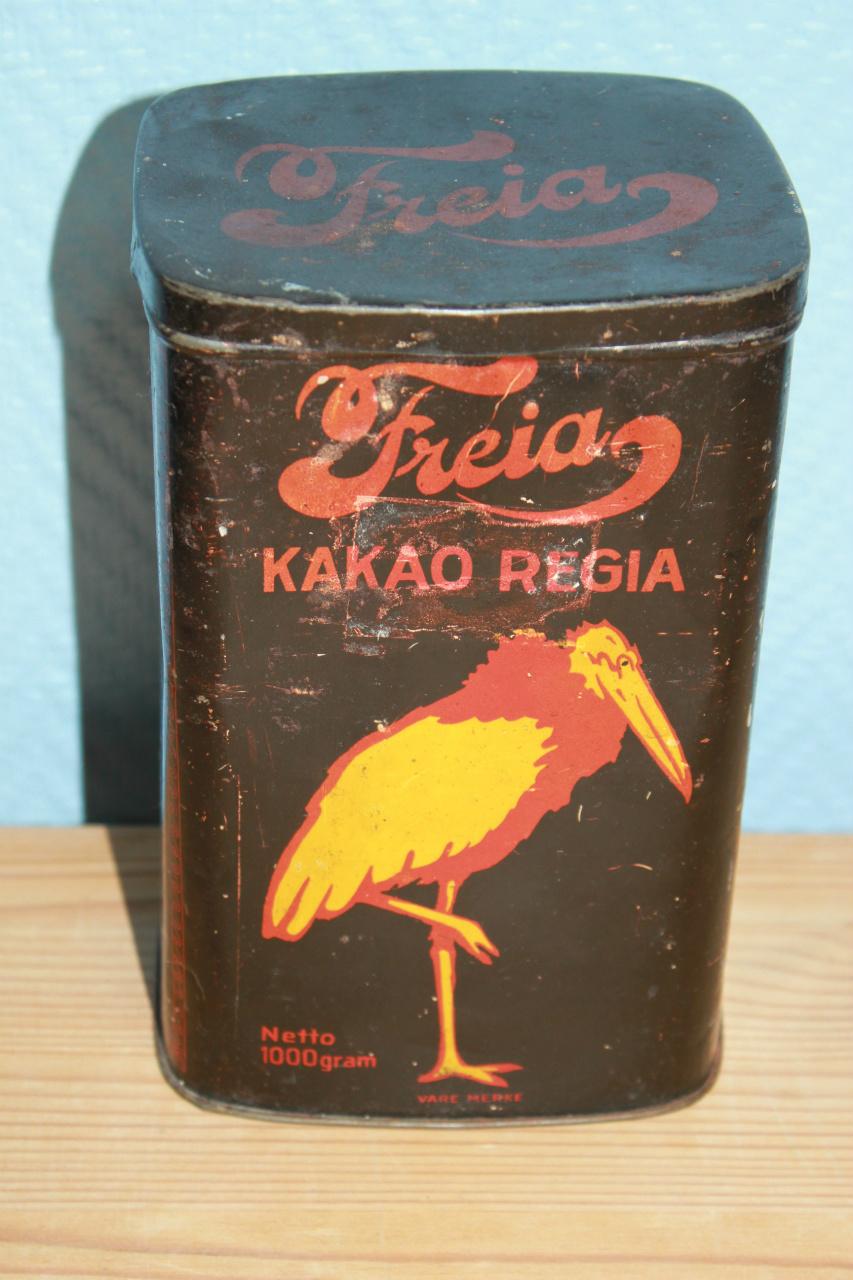 Freia
Freia
KAKAO REGIA
Netto
1000 gram
VARE MERKE